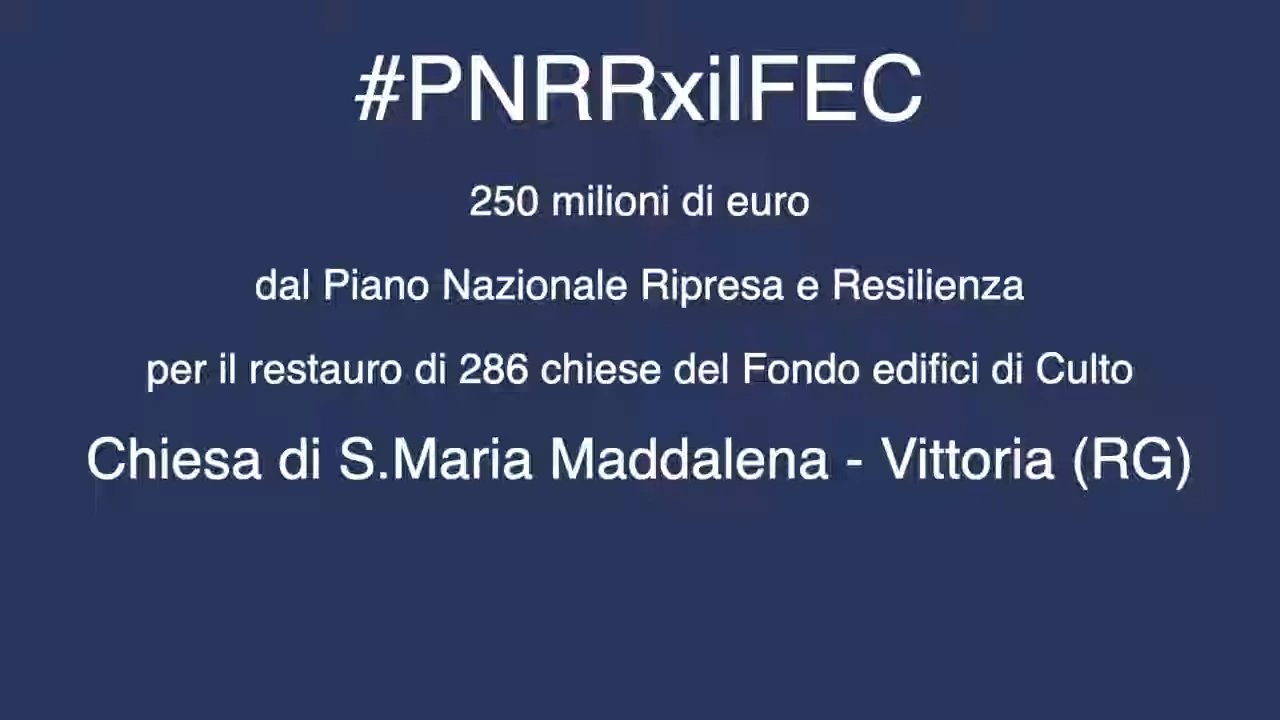 #PNRRxilFEC
250 milioni di euro
dal Piano Nazionale Ripresa e Resilienza
per il restauro di 286 chiese del Fondo edifici di Culto
Chiesa di S.Maria Maddalena - Vittoria (RG)